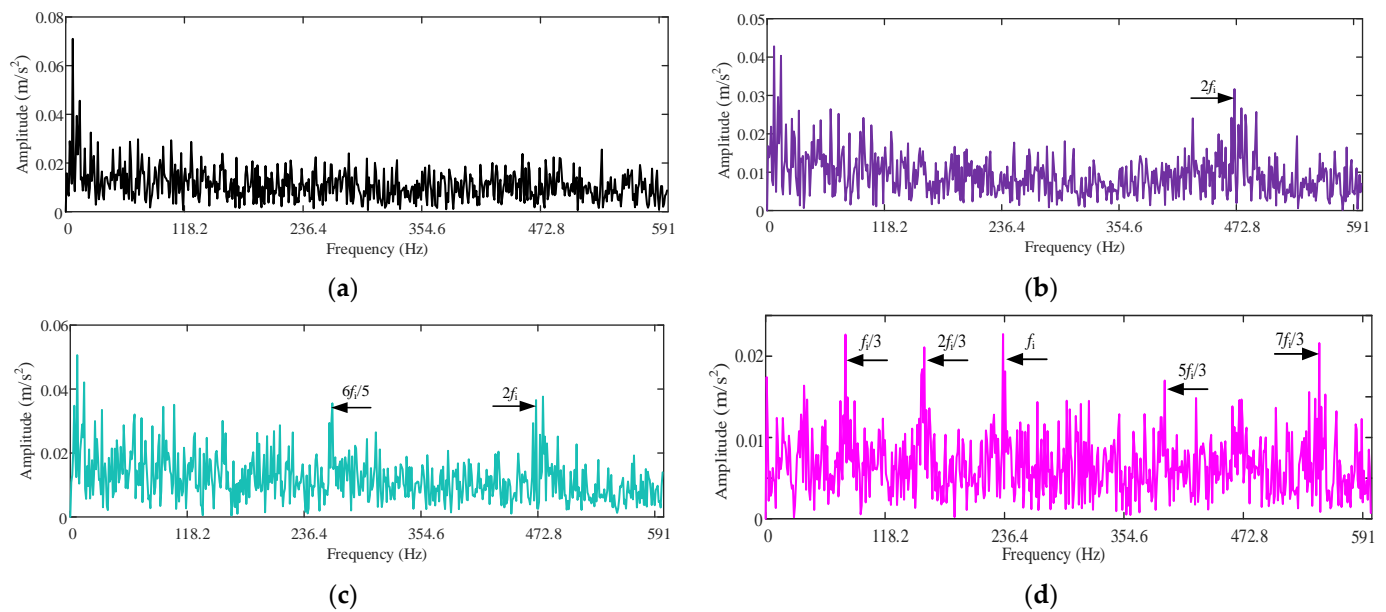 0.08
0.06
0.04
0.02
0
Amplitude (m/s²)
0 118.2 236.4 354.6 472.8 591
Frequency (Hz)
(a)
0.05
0.04
0.03
0.02
0.01
0
Amplitude (m/s²)
2fi
0 118.2 236.4 354.6 472.8 591
Frequency (Hz)
(b)
0.06
0.04
0.02
0
Amplitude (m/s²)
6fi/5
2fi
0 118.2 236.4 354.6 472.8 591
Frequency (Hz)
(c)
0.02
0.01
0
Amplitude (m/s²)
fi/3
2fi/3
fi
5fi/3
7fi/3
0 118.2 236.4 354.6 472.8 591
Frequency (Hz)
(d)